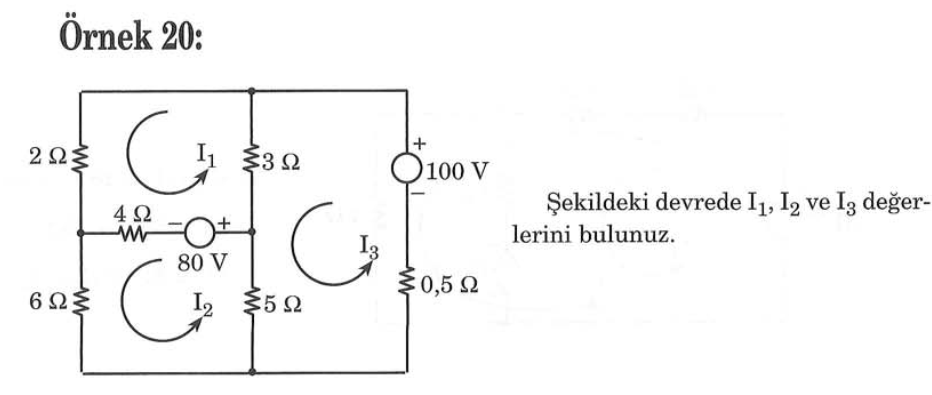 Örnek 20:
2 Ω
I₁
3 Ω
+
100 V
−
4 Ω
−
+
80 V
I₃
6 Ω
I₂
5 Ω
0,5 Ω
Şekildeki devrede I₁, I₂ ve I₃ değer-
lerini bulunuz.